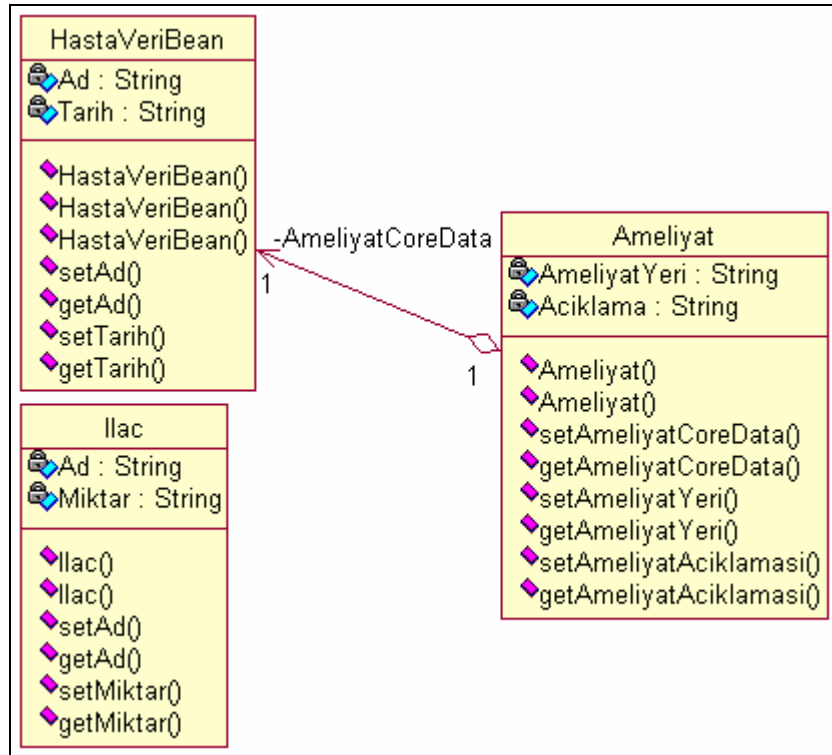 HastaVeriBean
Ad : String
Tarih : String
HastaVeriBean()
HastaVeriBean()
HastaVeriBean()
setAd()
getAd()
setTarih()
getTarih()
-AmeliyatCoreData
1
1
Ameliyat
AmeliyatYeri : String
Aciklama : String
Ameliyat()
Ameliyat()
setAmeliyatCoreData()
getAmeliyatCoreData()
setAmeliyatYeri()
getAmeliyatYeri()
setAmeliyatAciklamasi()
getAmeliyatAciklamasi()
Ilac
Ad : String
Miktar : String
Ilac()
Ilac()
setAd()
getAd()
setMiktar()
getMiktar()